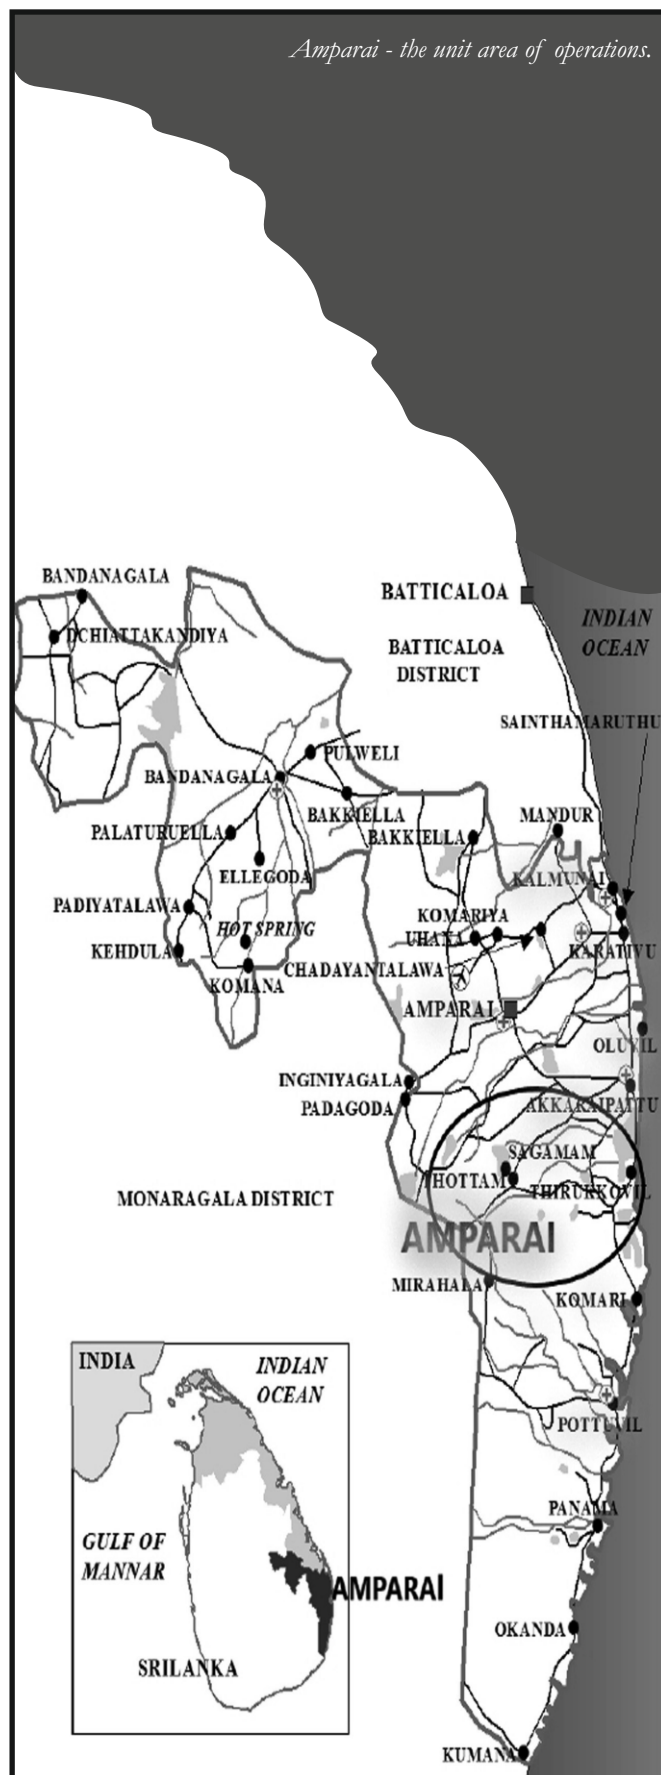 Amparai - the unit area of operations.
BANDANAGALA
DCHIATTAKANDIYA
BATTICALOA
INDIAN
OCEAN
BATTICALOA
DISTRICT
SAINTHAMARUTHU
PULWELI
BANDANAGALA
BAKKIELLA
MANDUR
PALATURUELLA
BAKKIELLA
ELLEGODA
KALMUNAI
PADIYATALAWA
KOMARIYA
HOT SPRING
UHANA
KEHDULA
KARATIVU
CHADAYANTALAWA
KOMANA
AMPARAI
OLUVIL
INGINIYAGALA
PADAGODA
AKKARAIPATTU
SAGAMAM
THOTTAM
THIRUKKOVIL
MONARAGALA DISTRICT
AMPARAI
MIRAHALA
KOMARI
INDIA
INDIAN
OCEAN
POTTUVIL
PANAMA
GULF OF
MANNAR
AMPARAI
OKANDA
SRILANKA
KUMANA